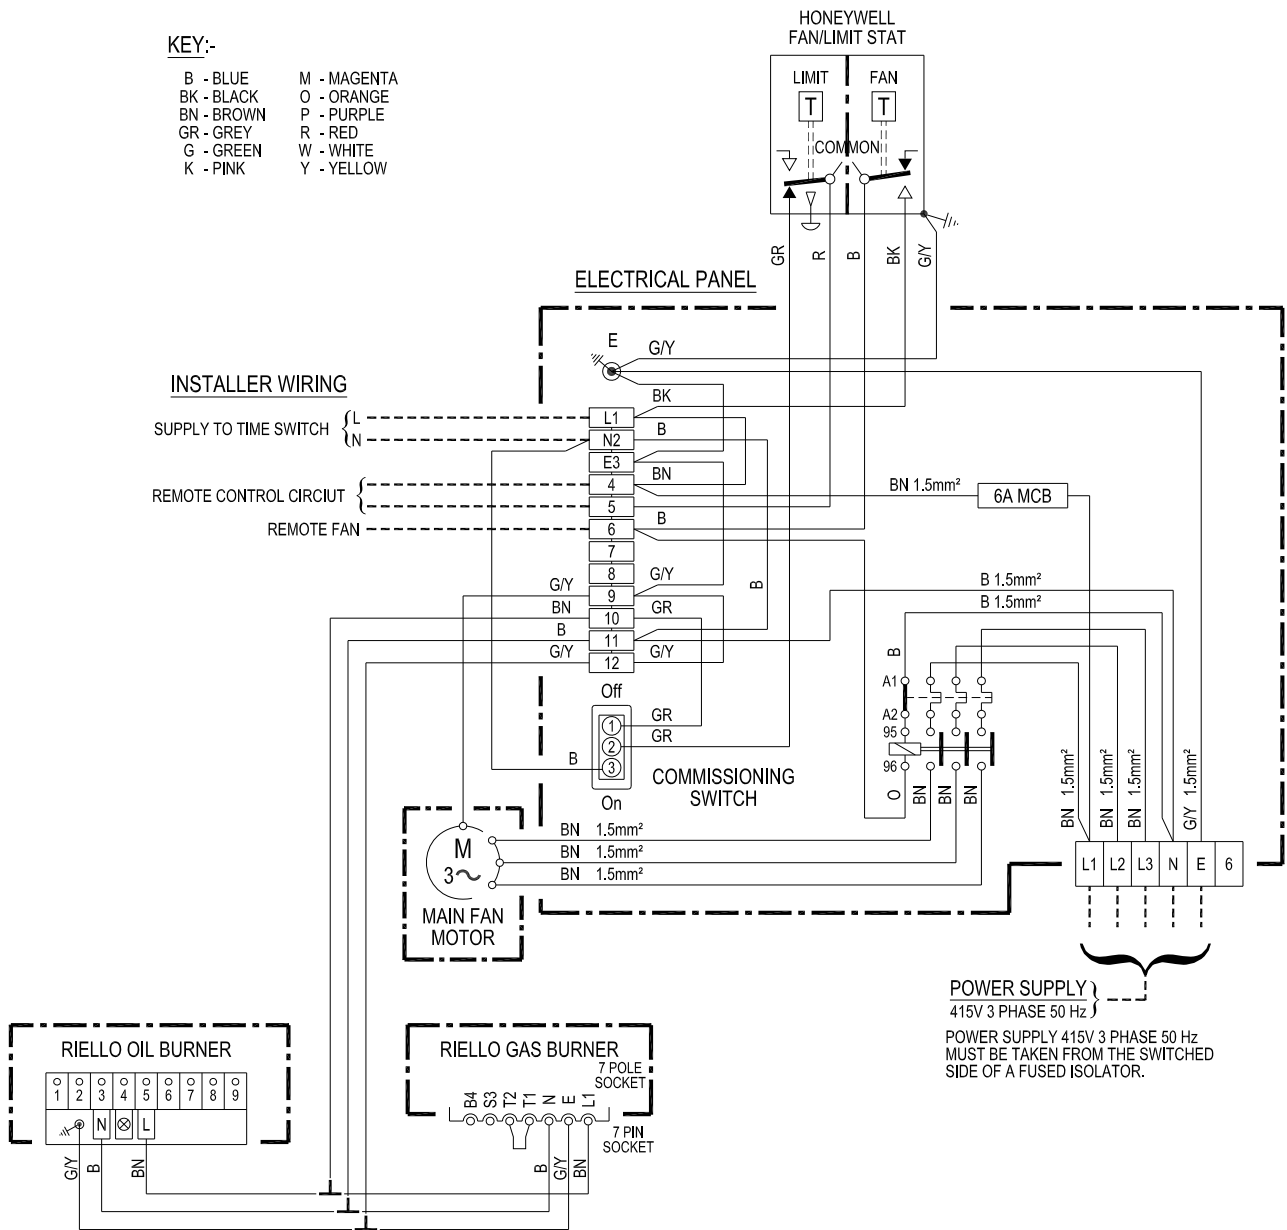 HONEYWELL
FAN/LIMIT STAT
KEY:-
B - BLUE
BK - BLACK
BN - BROWN
GR - GREY
G - GREEN
K - PINK
M - MAGENTA
O - ORANGE
P - PURPLE
R - RED
W - WHITE
Y - YELLOW
LIMIT
FAN
T
T
COMMON
GR
R
B
BK
G/Y
ELECTRICAL PANEL
E
G/Y
INSTALLER WIRING
SUPPLY TO TIME SWITCH
L
N
REMOTE CONTROL CIRCIUT
REMOTE FAN
L1
N2
E3
4
5
6
7
8
9
10
11
12
BK
B
BN
B
G/Y
GR
G/Y
B
G/Y
BN
B
G/Y
BN 1.5mm²
6A MCB
B 1.5mm²
B 1.5mm²
B
A1
A2
95
96
O
BN
BN
BN
Off
1
2
3
On
GR
GR
B
COMMISSIONING
SWITCH
BN 1.5mm²
BN 1.5mm²
BN 1.5mm²
G/Y 1.5mm²
M
3~
MAIN FAN
MOTOR
BN 1.5mm²
BN 1.5mm²
BN 1.5mm²
L1
L2
L3
N
E
6
POWER SUPPLY
415V 3 PHASE 50 Hz
POWER SUPPLY 415V 3 PHASE 50 Hz
MUST BE TAKEN FROM THE SWITCHED
SIDE OF A FUSED ISOLATOR.
RIELLO OIL BURNER
1 2 3 4 5 6 7 8 9
N
L
G/Y
B
BN
RIELLO GAS BURNER
7 POLE
SOCKET
B4 S3 T2 T1 N E L1
7 PIN
SOCKET
B
G/Y
BN